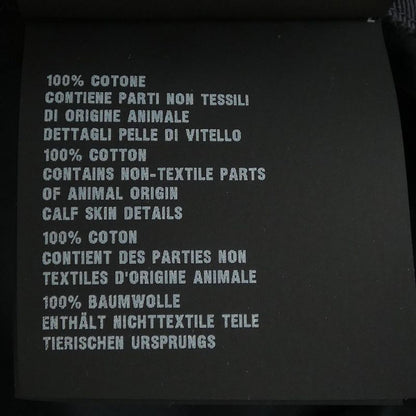 100% COTONE
CONTIENE PARTI NON TESSILI
DI ORIGINE ANIMALE
DETTAGLI PELLE DI VITELLO
100% COTTON
CONTAINS NON-TEXTILE PARTS
OF ANIMAL ORIGIN
CALF SKIN DETAILS
100% COTON
CONTIENT DES PARTIES NON
TEXTILES D'ORIGINE ANIMALE
100% BAUMWOLLE
ENTHÄLT NICHTTEXTILE TEILE
TIERISCHEN URSPRUNGS